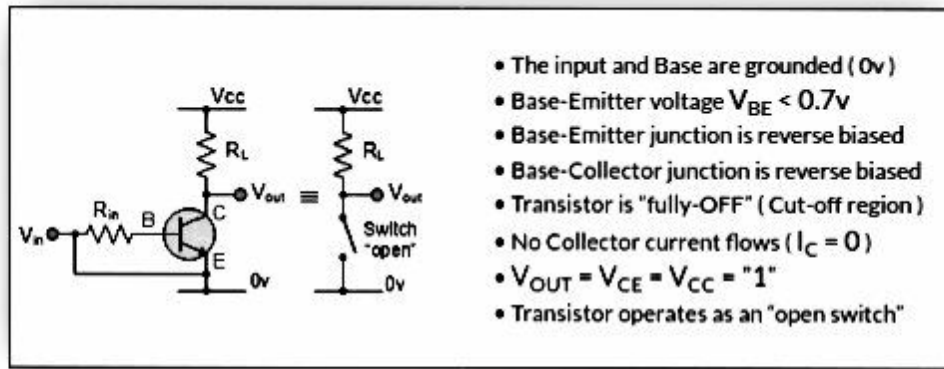 Vcc
RL
Vout
C
Rin
B
Vin
E
0v
≡
Vcc
RL
Vout
Switch
"open"
0v
• The input and Base are grounded ( 0v )
• Base-Emitter voltage VBE < 0.7v
• Base-Emitter junction is reverse biased
• Base-Collector junction is reverse biased
• Transistor is "fully-OFF" ( Cut-off region )
• No Collector current flows ( IC = 0 )
• VOUT = VCE = VCC = "1"
• Transistor operates as an "open switch"